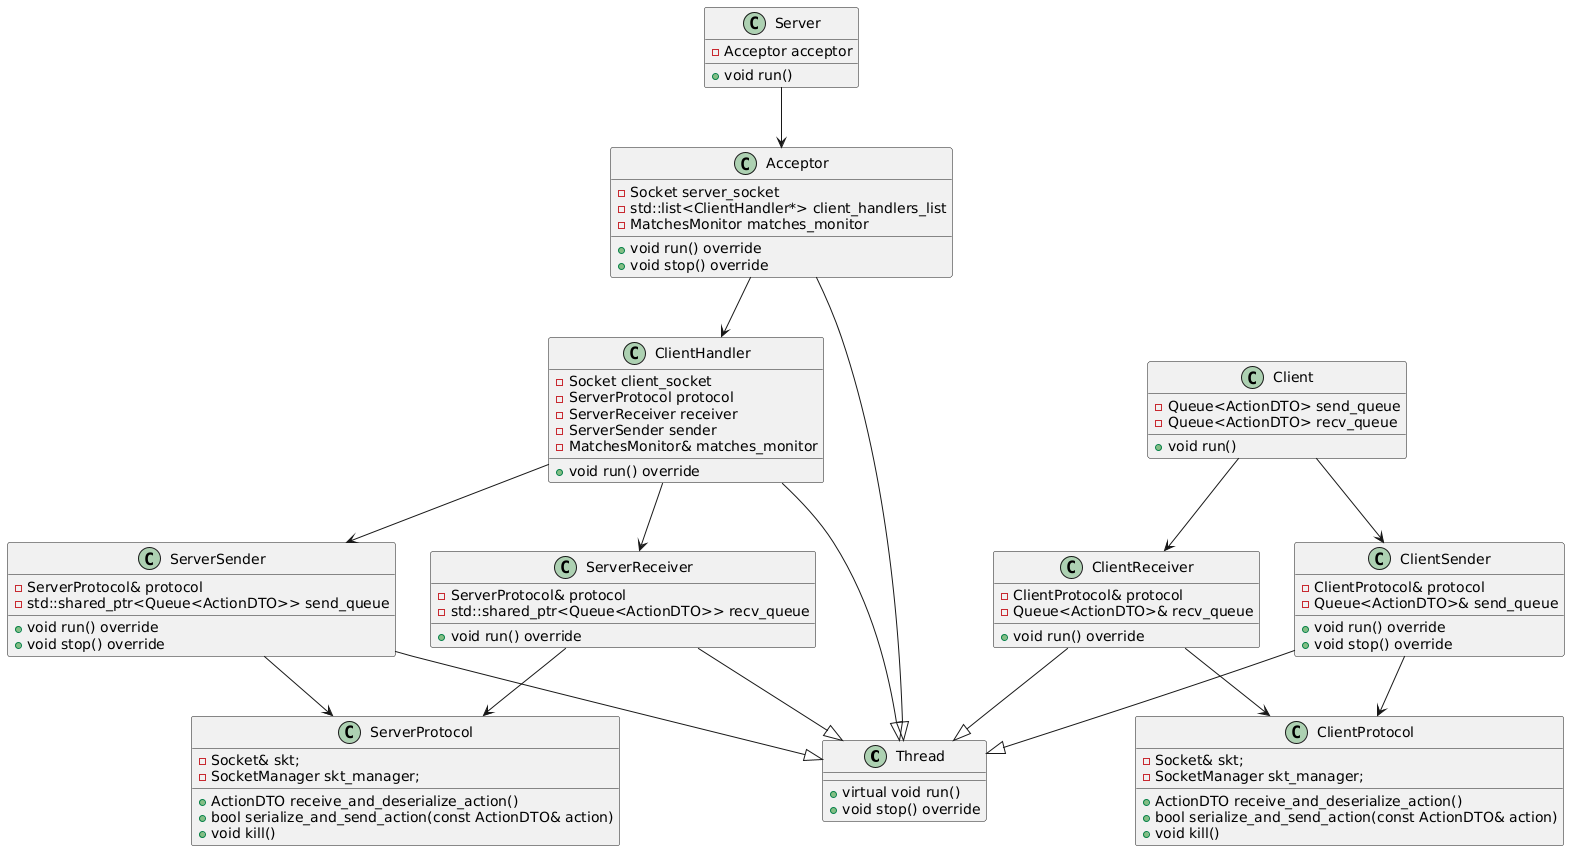 C Server
Acceptor acceptor
void run()
C Acceptor
Socket server_socket
std::list<ClientHandler*> client_handlers_list
MatchesMonitor matches_monitor
void run() override
void stop() override
C ClientHandler
Socket client_socket
ServerProtocol protocol
ServerReceiver receiver
ServerSender sender
MatchesMonitor& matches_monitor
void run() override
C Client
Queue<ActionDTO> send_queue
Queue<ActionDTO> recv_queue
void run()
C ServerSender
ServerProtocol& protocol
std::shared_ptr<Queue<ActionDTO>> send_queue
void run() override
void stop() override
C ServerReceiver
ServerProtocol& protocol
std::shared_ptr<Queue<ActionDTO>> recv_queue
void run() override
C ClientReceiver
ClientProtocol& protocol
Queue<ActionDTO>& recv_queue
void run() override
C ClientSender
ClientProtocol& protocol
Queue<ActionDTO>& send_queue
void run() override
void stop() override
C ServerProtocol
Socket& skt;
SocketManager skt_manager;
ActionDTO receive_and_deserialize_action()
bool serialize_and_send_action(const ActionDTO& action)
void kill()
C Thread
virtual void run()
void stop() override
C ClientProtocol
Socket& skt;
SocketManager skt_manager;
ActionDTO receive_and_deserialize_action()
bool serialize_and_send_action(const ActionDTO& action)
void kill()